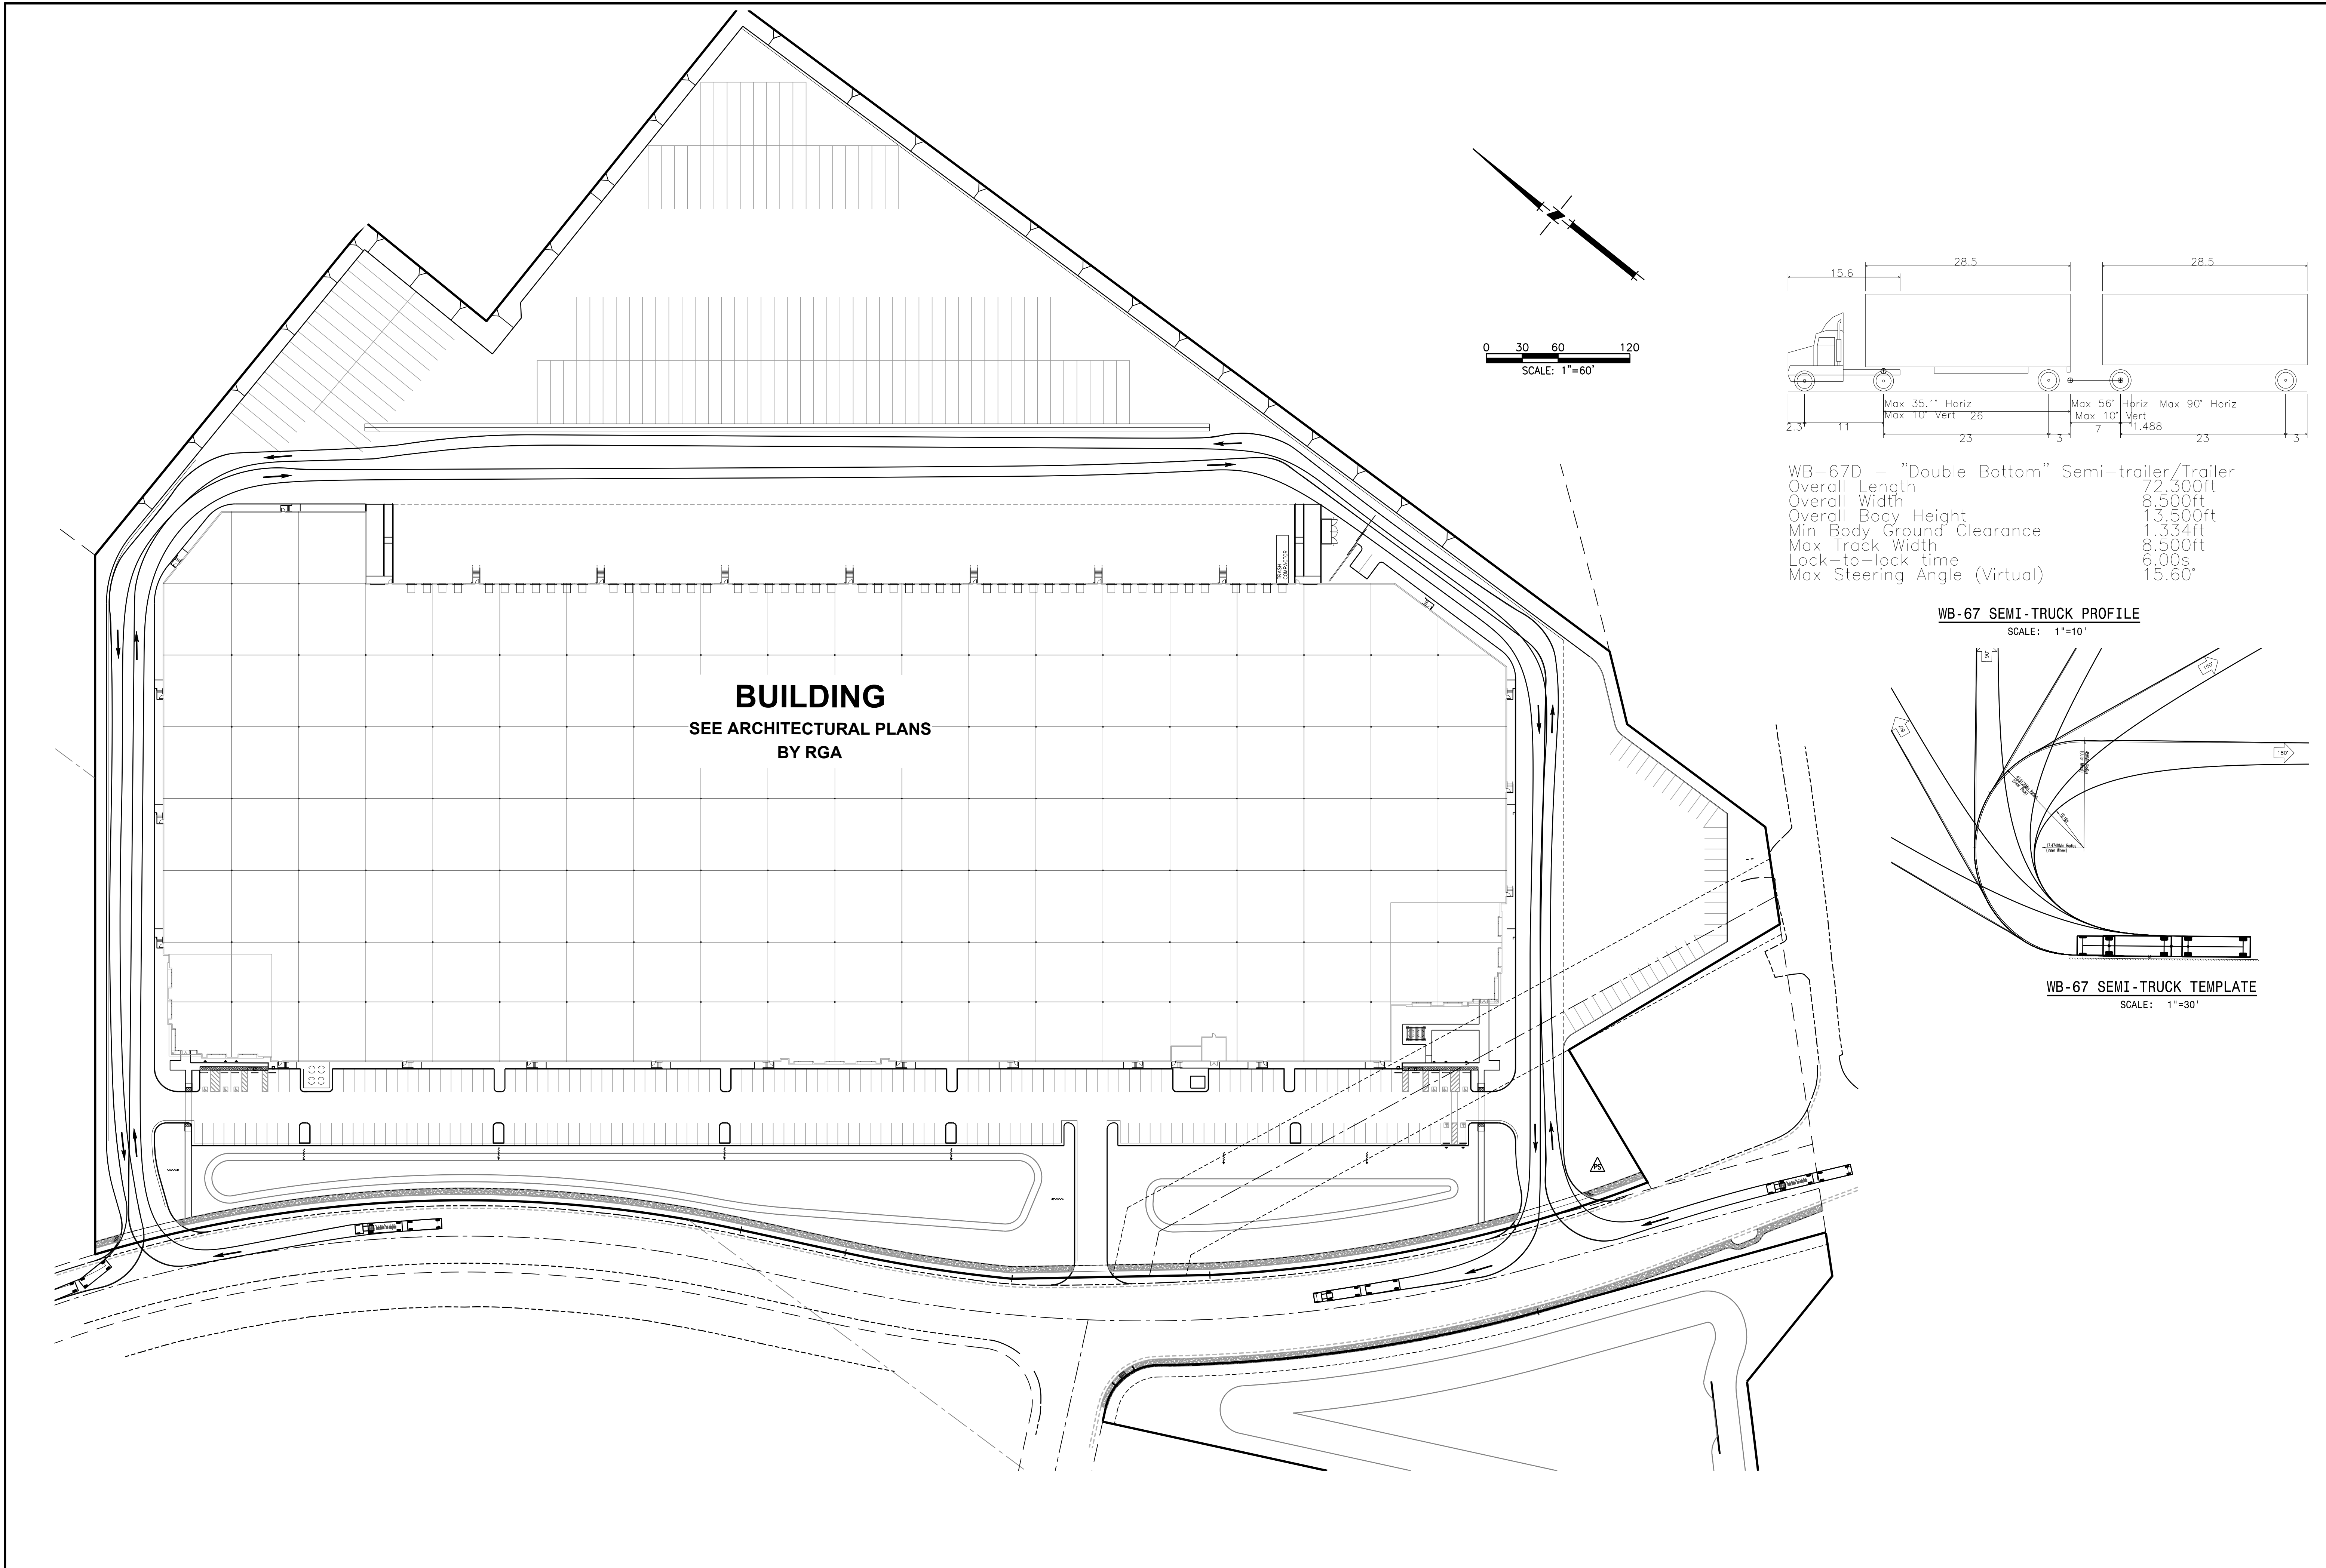 0 30 60 120
SCALE: 1"=60'
28.5 28.5
15.6
Max 35.1° Horiz Max 56° Horiz Max 90° Horiz
Max 10° Vert 26 Max 10° Vert
2.3 11 7 1.488
23 3 23 3
WB-67D - "Double Bottom" Semi-trailer/Trailer
Overall Length 72.300ft
Overall Width 8.500ft
Overall Body Height 13.500ft
Min Body Ground Clearance 1.334ft
Max Track Width 8.500ft
Lock-to-lock time 6.00s
Max Steering Angle (Virtual) 15.60°
WB-67 SEMI-TRUCK PROFILE
SCALE: 1"=10'
TRASH
COMPACTOR
BUILDING
SEE ARCHITECTURAL PLANS
BY RGA
90°
150°
60°
180°
WB-67 SEMI-TRUCK TEMPLATE
SCALE: 1"=30'
PS